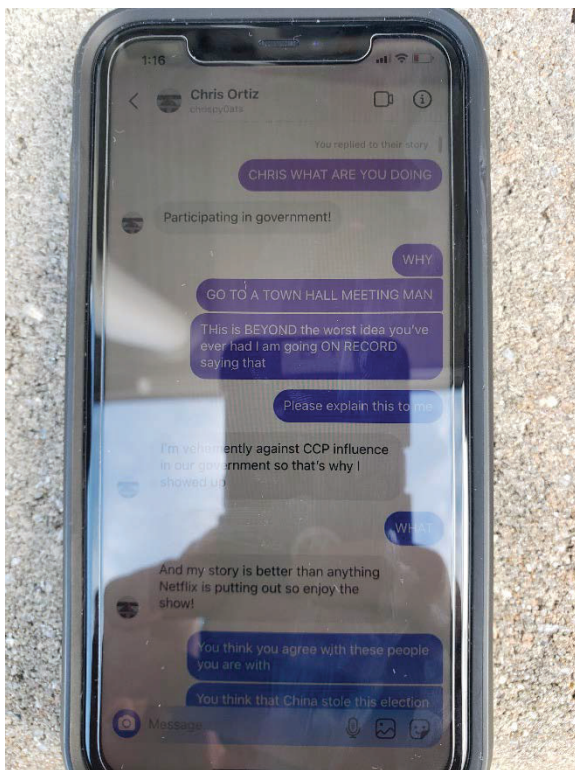 1:16
Chris Ortiz
You replied to their story
CHRIS WHAT ARE YOU DOING
Participating in government!
WHY
GO TO A TOWN HALL MEETING MAN
THis is BEYOND the worst idea you've
ever had I am going ON RECORD
saying that
Please explain this to me
I'm vehemently against CCP influence
in our government so that's why I
showed up
WHAT
And my story is better than anything
Netflix is putting out so enjoy the
show!
You think you agree with these people
you are with
You think that China stole this election
Message...